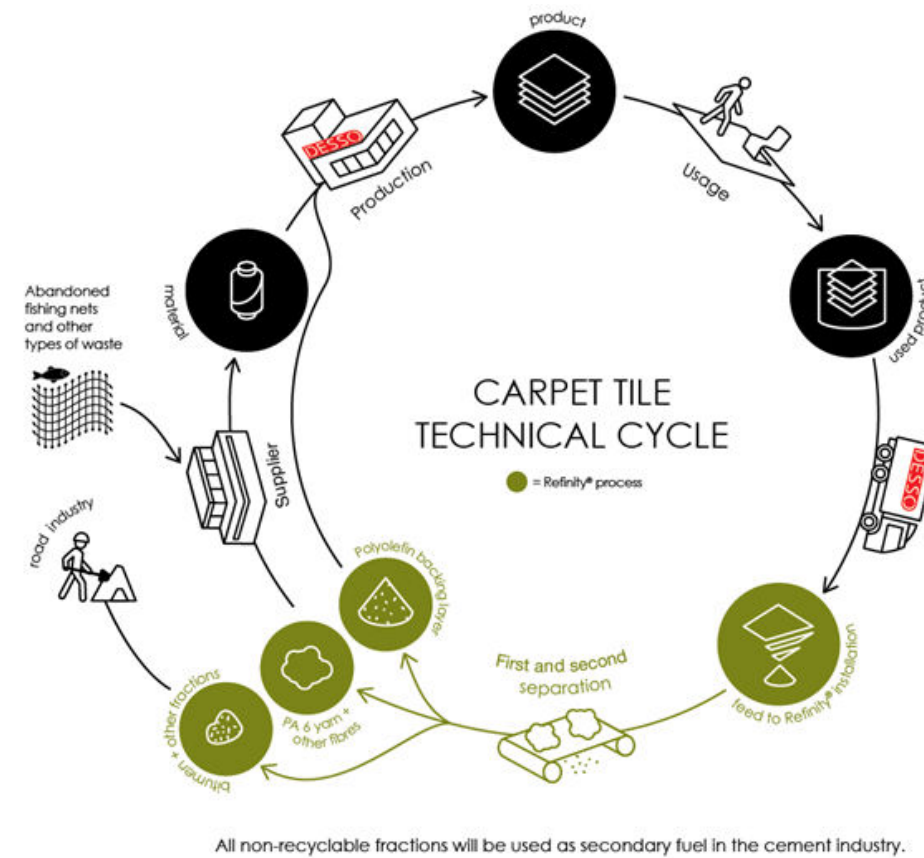 product
DESSO
Production
Usage
material
used product
Abandoned
fishing nets
and other
types of waste
CARPET TILE
TECHNICAL CYCLE
= Refinity® process
Supplier
DESSO
road industry
Polyolefin backing layer
First and second
separation
feed to Refinity® installation
PA 6 yarn +
other fibres
bitumen + other fractions
All non-recyclable fractions will be used as secondary fuel in the cement industry.